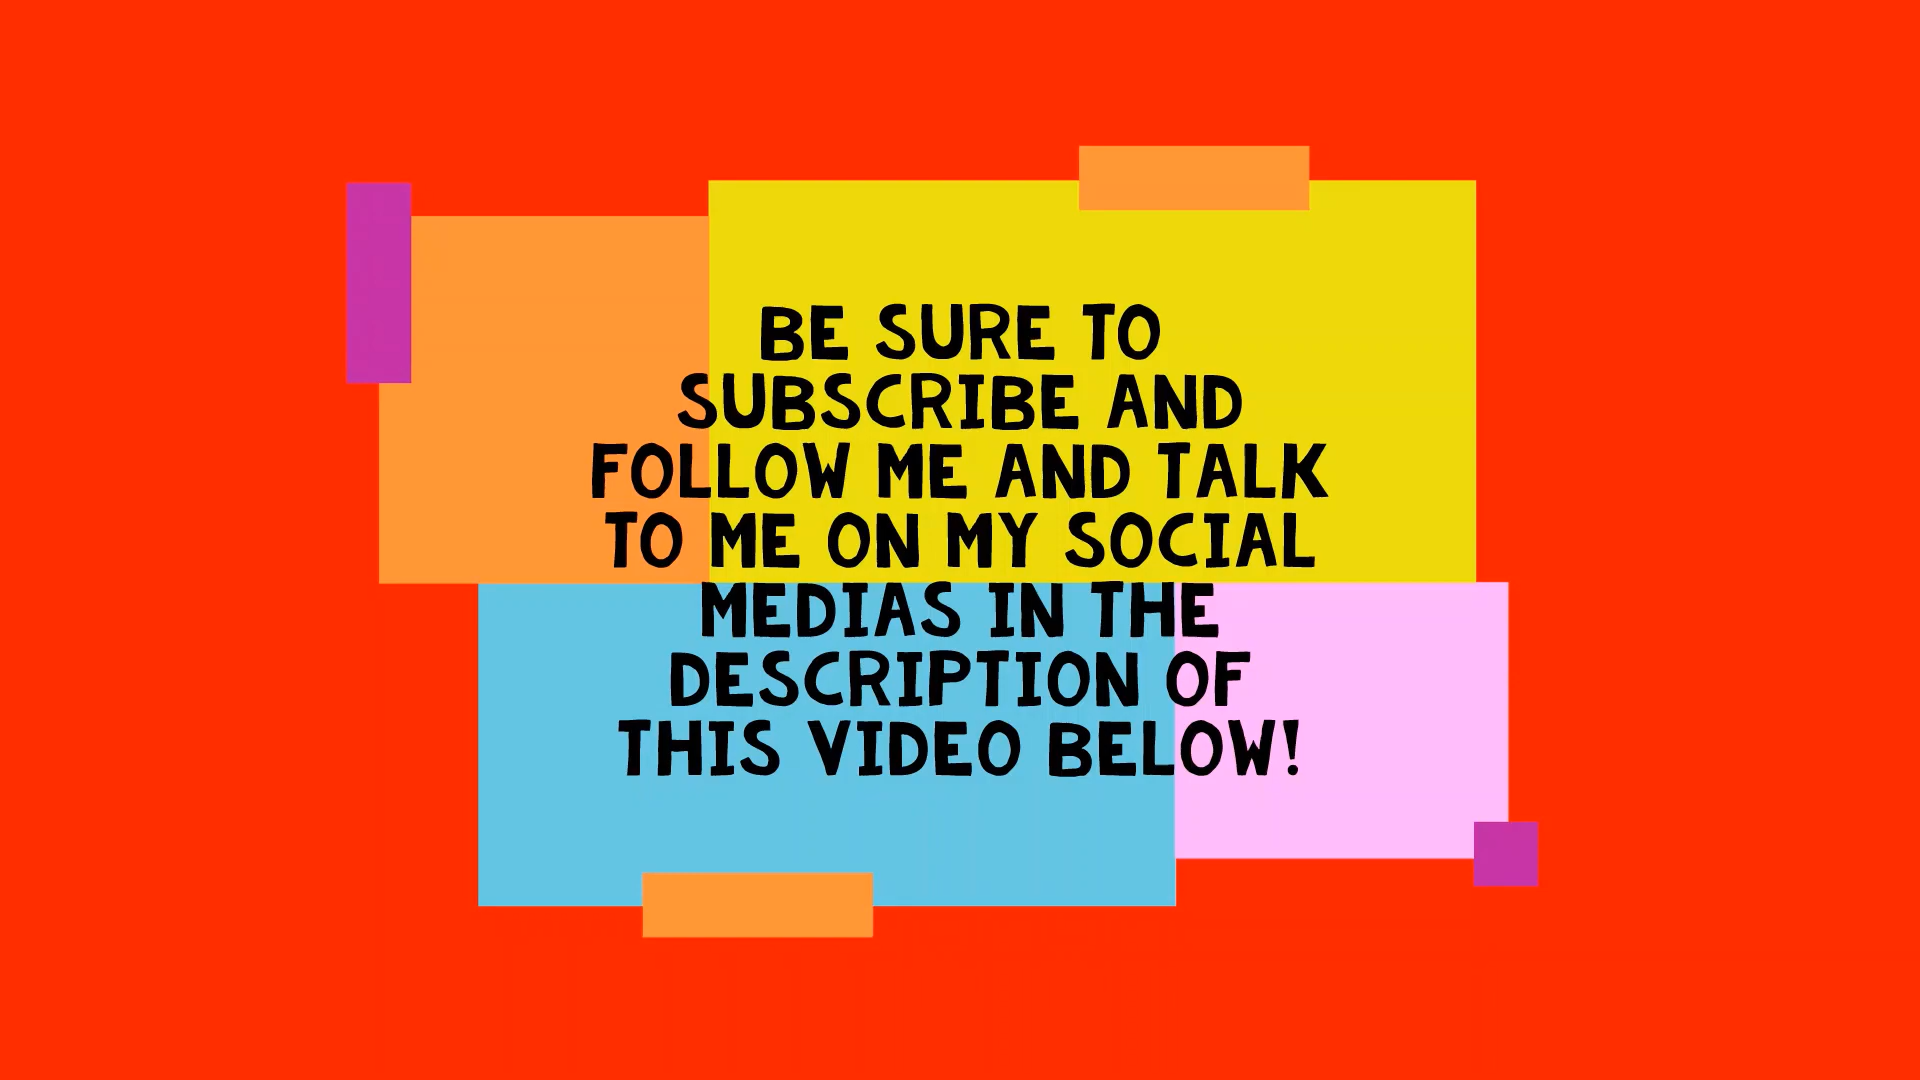 BE SURE TO
SUBSCRIBE AND
FOLLOW ME AND TALK
TO ME ON MY SOCIAL
MEDIAS IN THE
DESCRIPTION OF
THIS VIDEO BELOW!